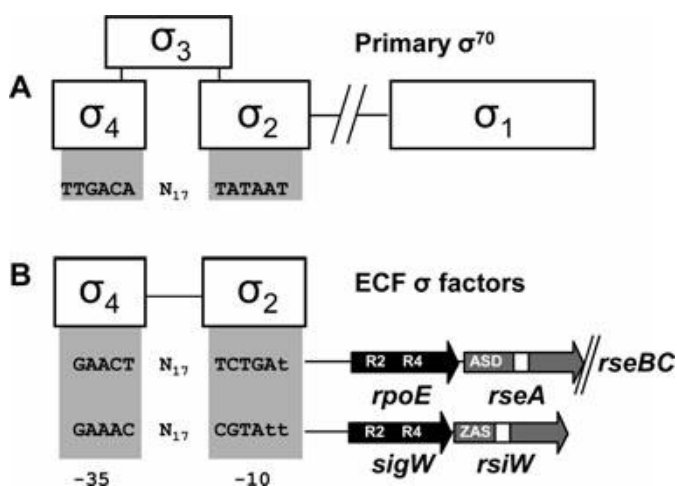 σ3 Primary σ70
A
σ4 σ2 σ1
TTGACA N17 TATAAT
B σ4 σ2 ECF σ factors
GAACT N17 TCTGAt R2 R4 ASD rseBC
rpoE rseA
GAAAC N17 CGTAtt R2 R4 ZAS
sigW rsiW
-35 -10